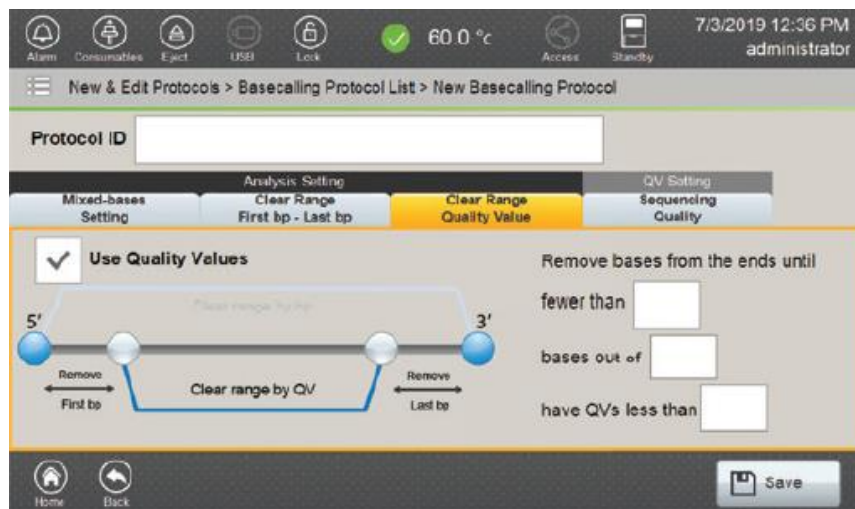 60.0 °c
7/3/2019 12:36 PM
administrator
Alarm
Consumables
Eject
USB
Lock
Access
Standby
New & Edit Protocols > Basecalling Protocol List > New Basecalling Protocol
Protocol ID
Analysis Setting
QV Setting
Mixed-bases
Setting
Clear Range
First bp - Last bp
Clear Range
Quality Value
Sequencing
Quality
Use Quality Values
Clear range by bp
5'
3'
Remove
First bp
Clear range by QV
Remove
Last bp
Remove bases from the ends until
fewer than
bases out of
have QVs less than
Home
Back
Save